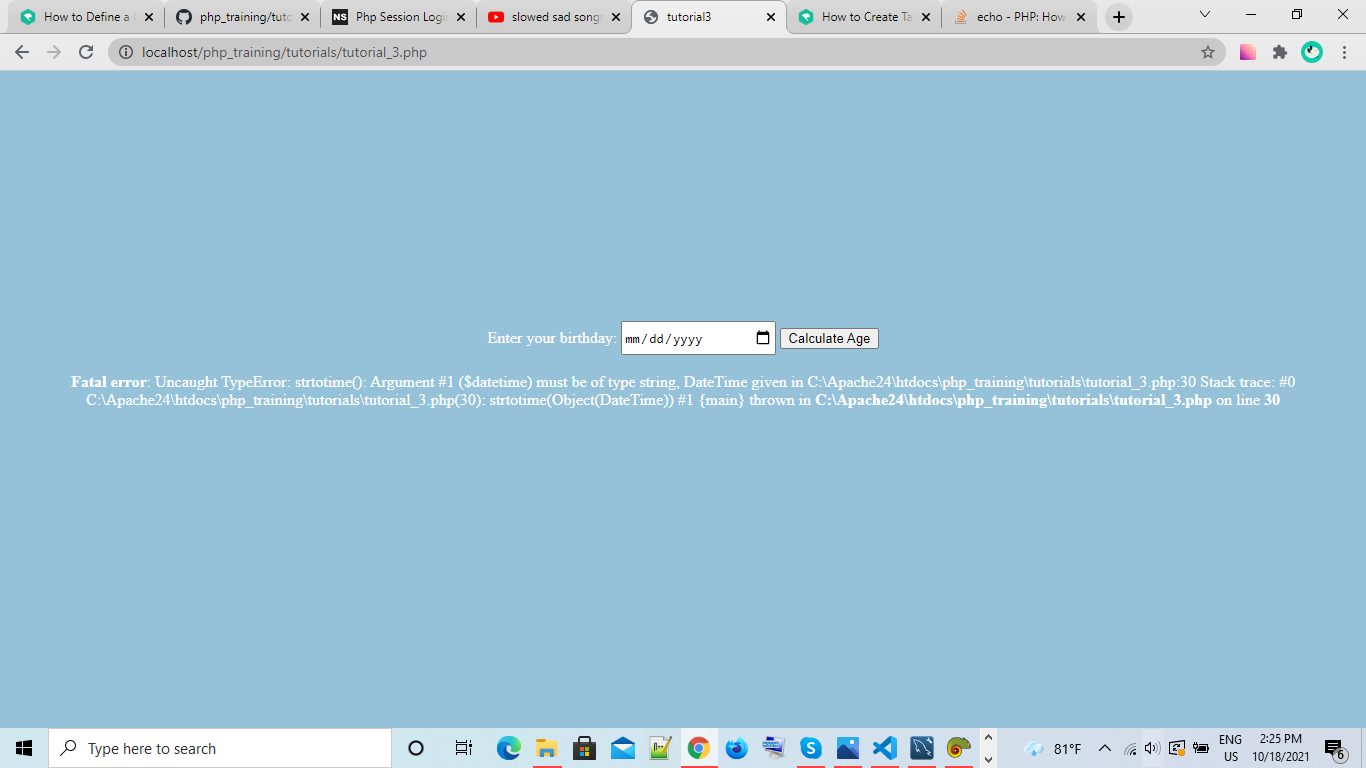 How to Define a
php_training/tuto
Php Session Logi
slowed sad song
tutorial3
How to Create Ta
echo - PHP: How
NS
localhost/php_training/tutorials/tutorial_3.php
Enter your birthday: mm/dd/yyyy Calculate Age
Fatal error: Uncaught TypeError: strtotime(): Argument #1 ($datetime) must be of type string, DateTime given in C:\Apache24\htdocs\php_training\tutorials\tutorial_3.php:30 Stack trace: #0
C:\Apache24\htdocs\php_training\tutorials\tutorial_3.php(30): strtotime(Object(DateTime)) #1 {main} thrown in C:\Apache24\htdocs\php_training\tutorials\tutorial_3.php on line 30
Type here to search
81°F
ENG
US
2:25 PM
10/18/2021
6